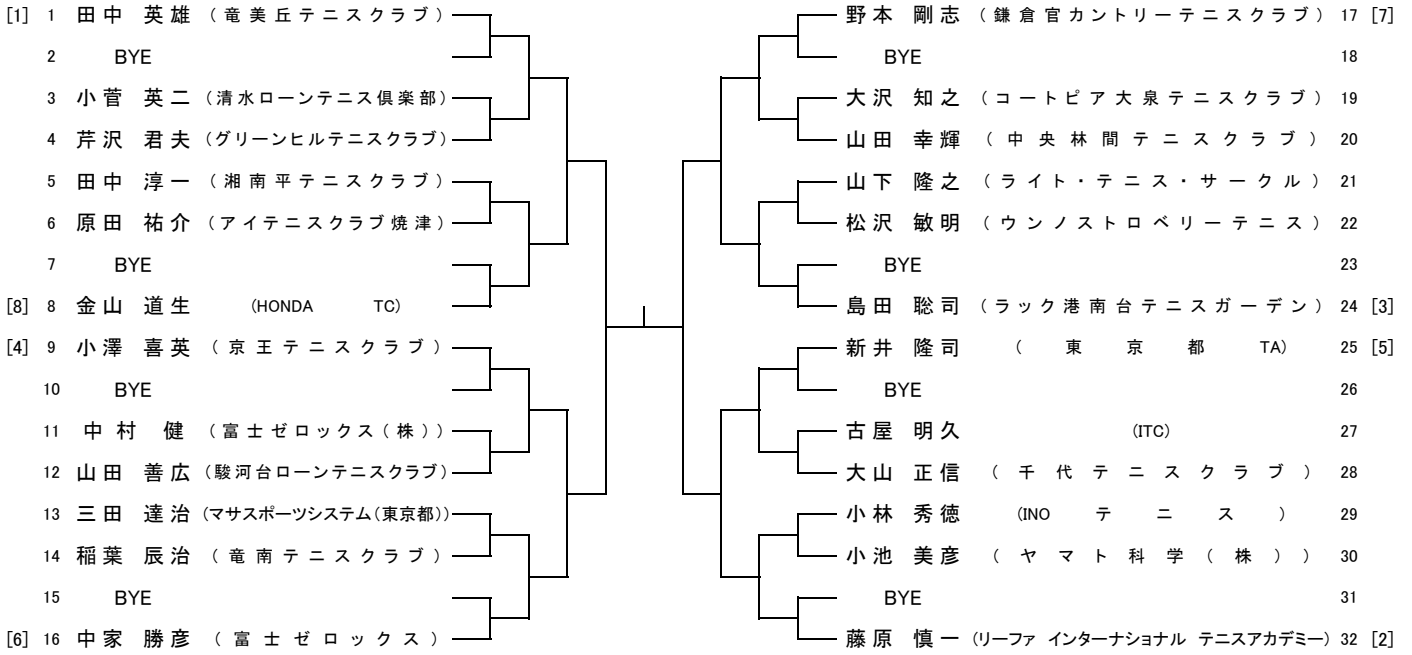 [1] 1 田中 英雄 (竜美丘テニスクラブ)
2 BYE
3 小菅 英二 (清水ローンテニス倶楽部)
4 芹沢 君夫 (グリーンヒルテニスクラブ)
5 田中 淳一 (湘南平テニスクラブ)
6 原田 祐介 (アイテニスクラブ焼津)
7 BYE
[8] 8 金山 道生 (HONDA TC)
[4] 9 小澤 喜英 (京王テニスクラブ)
10 BYE
11 中村 健 (富士ゼロックス(株))
12 山田 善広 (駿河台ローンテニスクラブ)
13 三田 達治 (マサスポーツシステム(東京都))
14 稲葉 辰治 (竜南テニスクラブ)
15 BYE
[6] 16 中家 勝彦 (富士ゼロックス)
野本 剛志 (鎌倉宮カントリーテニスクラブ) 17 [7]
BYE 18
大沢 知之 (コートピア大泉テニスクラブ) 19
山田 幸輝 (中央林間テニスクラブ) 20
山下 隆之 (ライト・テニス・サークル) 21
松沢 敏明 (ウンノストロベリーテニス) 22
BYE 23
島田 聡司 (ラック港南台テニスガーデン) 24 [3]
新井 隆司 (東京都TA) 25 [5]
BYE 26
古屋 明久 (ITC) 27
大山 正信 (千代テニスクラブ) 28
小林 秀徳 (INOテニス) 29
小池 美彦 (ヤマト科学(株)) 30
BYE 31
藤原 慎一 (リーファ インターナショナル テニスアカデミー) 32 [2]